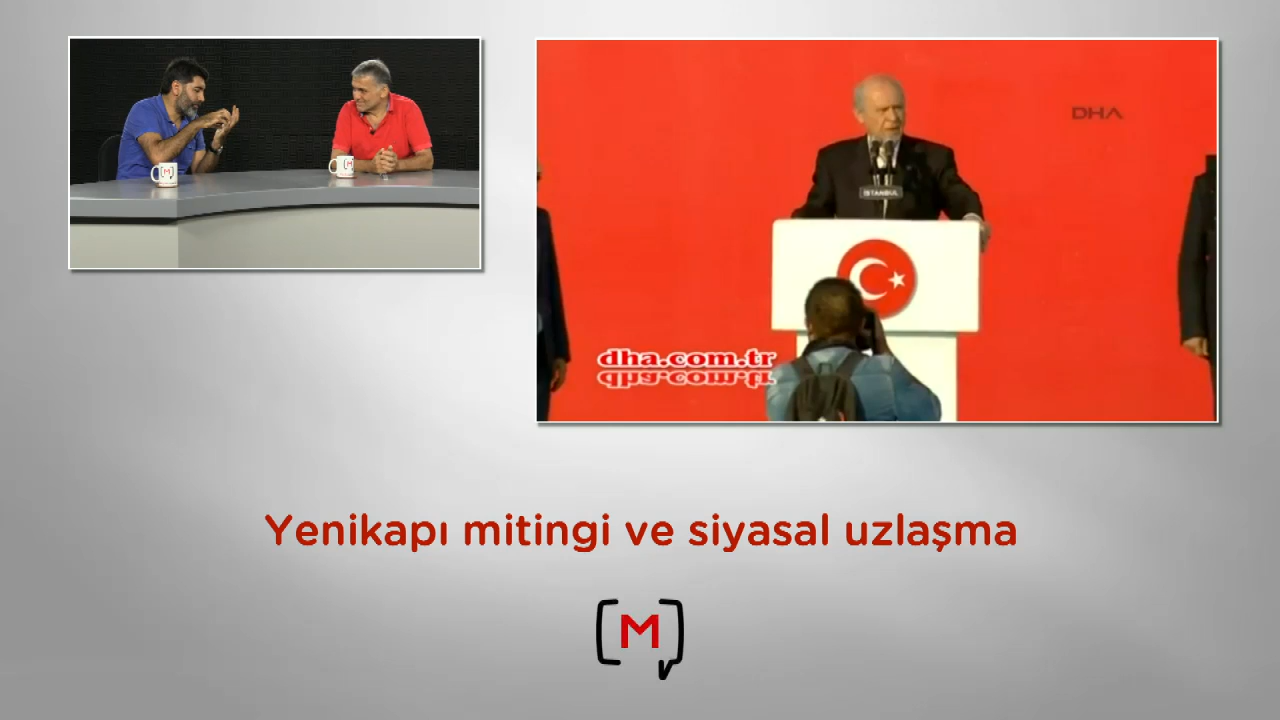 DHA
İSTANBUL
dha.com.tr
dha.com.tr
Yenikapı mitingi ve siyasal uzlaşma
[M]